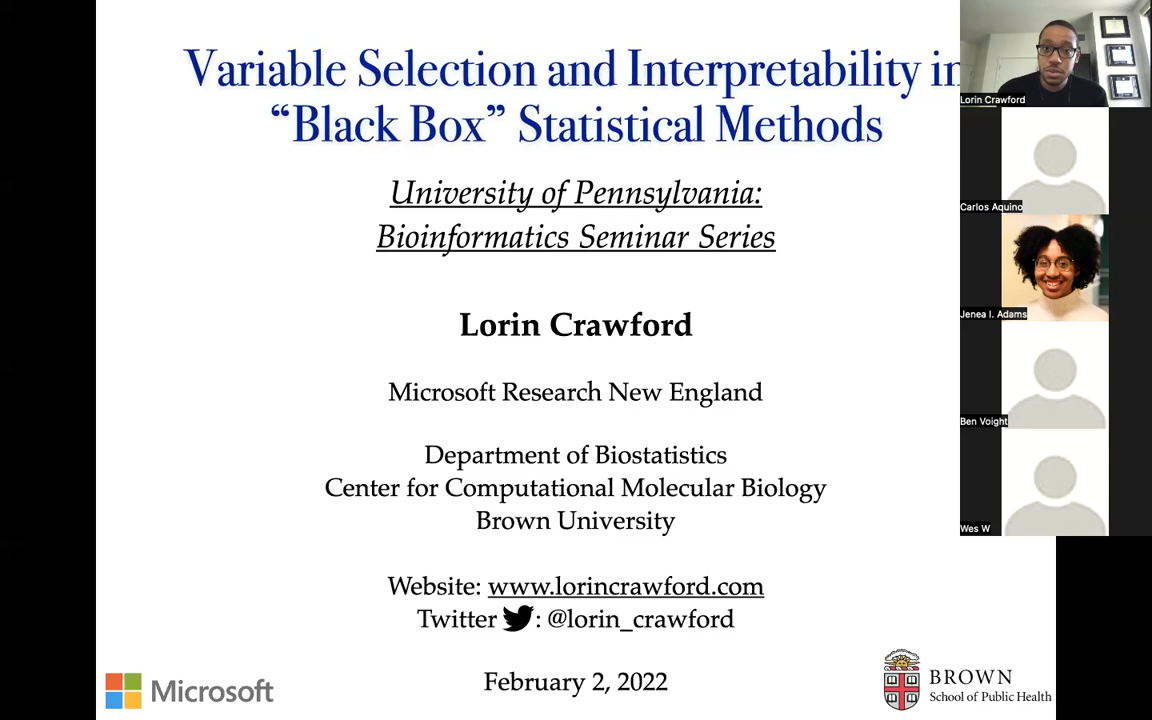 Variable Selection and Interpretability in
“Black Box” Statistical Methods
University of Pennsylvania:
Bioinformatics Seminar Series
Lorin Crawford
Microsoft Research New England
Department of Biostatistics
Center for Computational Molecular Biology
Brown University
Website: www.lorincrawford.com
Twitter : @lorin_crawford
February 2, 2022
Microsoft
BROWN
School of Public Health
Lorin Crawford
Carlos Aquino
Jenea I. Adams
Ben Voight
Wes W